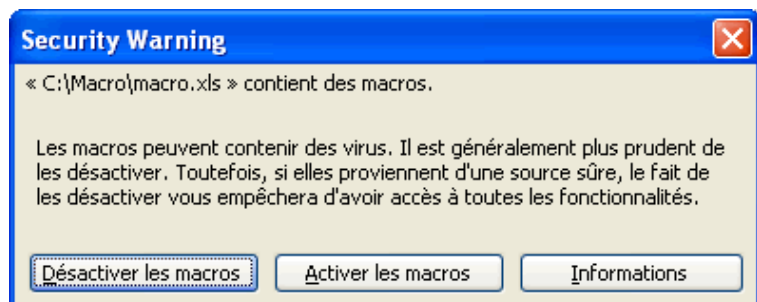 Security Warning
« C:\Macro\macro.xls » contient des macros.
Les macros peuvent contenir des virus. Il est généralement plus prudent de
les désactiver. Toutefois, si elles proviennent d'une source sûre, le fait de
les désactiver vous empêchera d'avoir accès à toutes les fonctionnalités.
Désactiver les macros Activer les macros Informations